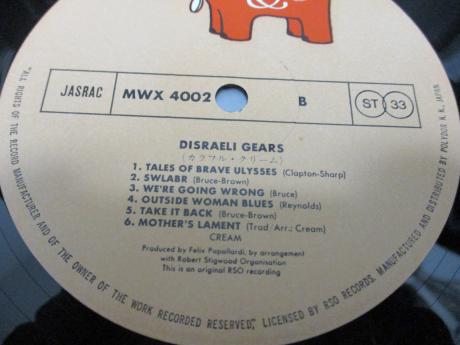 JASRAC
MWX 4002
B
ST 33
DISRAELI GEARS
(カラフル・クリーム)
1. TALES OF BRAVE ULYSSES (Clapton-Sharp)
2. SWLABR (Bruce-Brown)
3. WE'RE GOING WRONG (Bruce)
4. OUTSIDE WOMAN BLUES (Reynolds)
5. TAKE IT BACK (Bruce-Brown)
6. MOTHER'S LAMENT (Trad./Arr.: Cream)
CREAM
Produced by Felix Papallardi, by arrangement
with Robert Stigwood Organisation
This is an original RSO recording
"ALL RIGHTS OF THE RECORD MANUFACTURER AND OF THE OWNER OF THE WORK RECORDED RESERVED", LICENSED BY RSO RECORDS. MANUFACTURED AND DISTRIBUTED BY POLYDOR K. K., JAPAN